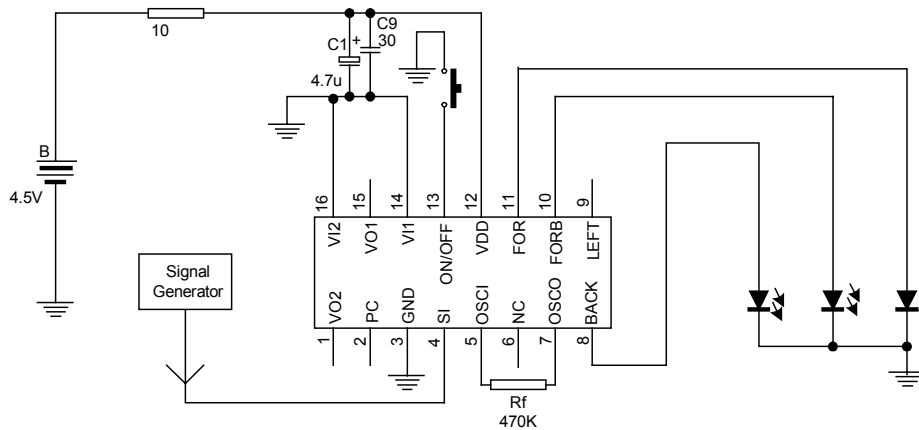 10
C1
+
C9
30
4.7u
B
4.5V
16
15
14
13
12
11
10
9
VI2
VO1
VI1
ON/OFF
VDD
FOR
FORB
LEFT
Signal
Generator
VO2
PC
GND
SI
OSCI
NC
OSCO
BACK
1
2
3
4
5
6
7
8
Rf
470K